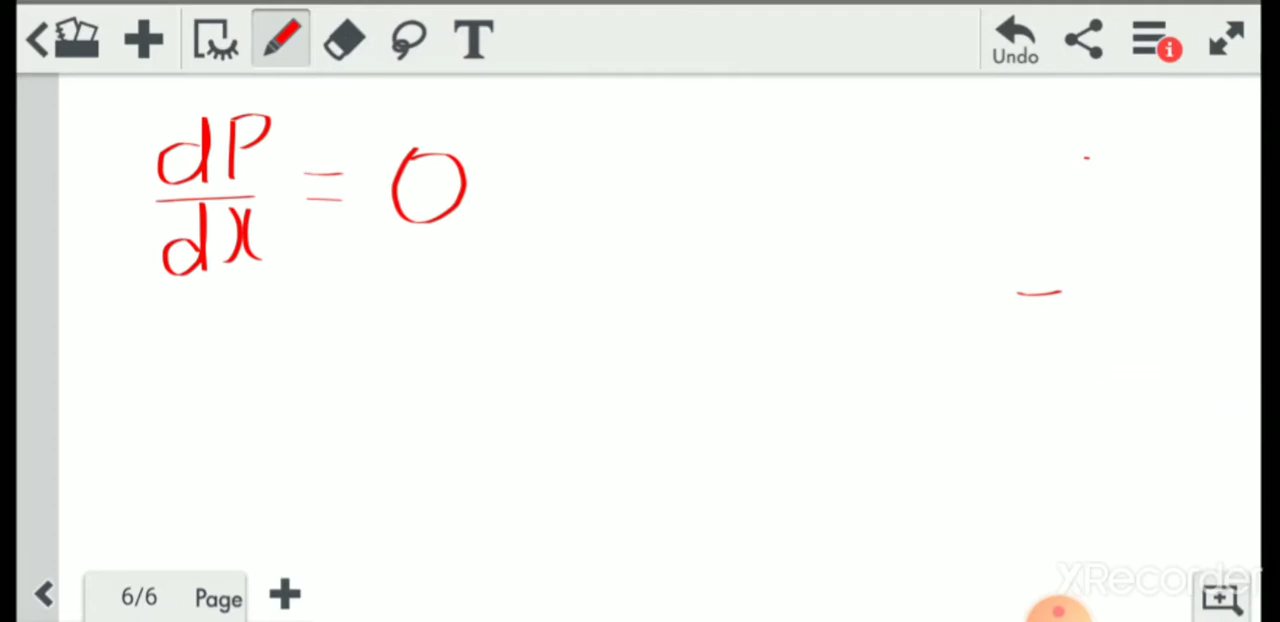 Undo
dP/dx = 0
6/6 Page
XRecorder